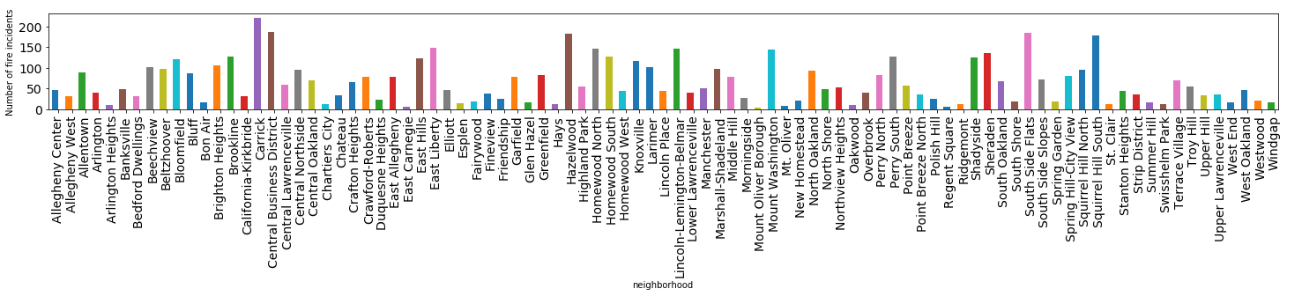 Number of fire incidents
200
150
100
50
0
Allegheny Center
Allegheny West
Allentown
Arlington
Arlington Heights
Banksville
Bedford Dwellings
Beechview
Beltzhoover
Bloomfield
Bluff
Bon Air
Brighton Heights
Brookline
California-Kirkbride
Carrick
Central Business District
Central Lawrenceville
Central Northside
Central Oakland
Chartiers City
Chateau
Crafton Heights
Crawford-Roberts
Duquesne Heights
East Allegheny
East Carnegie
East Hills
East Liberty
Elliott
Esplen
Fairywood
Fineview
Friendship
Garfield
Glen Hazel
Greenfield
Hays
Hazelwood
Highland Park
Homewood North
Homewood South
Homewood West
Knoxville
Larimer
Lincoln Place
Lincoln-Lemington-Belmar
Lower Lawrenceville
Manchester
Marshall-Shadeland
Middle Hill
Morningside
Mount Oliver Borough
Mount Washington
Mt. Oliver
New Homestead
North Oakland
North Shore
Northview Heights
Oakwood
Overbrook
Perry North
Perry South
Point Breeze
Point Breeze North
Polish Hill
Regent Square
Ridgemont
Shadyside
Sheraden
South Oakland
South Shore
South Side Flats
South Side Slopes
Spring Garden
Spring Hill-City View
Squirrel Hill North
Squirrel Hill South
St. Clair
Stanton Heights
Strip District
Summer Hill
Swisshelm Park
Terrace Village
Troy Hill
Upper Hill
Upper Lawrenceville
West End
West Oakland
Westwood
Windgap
neighborhood